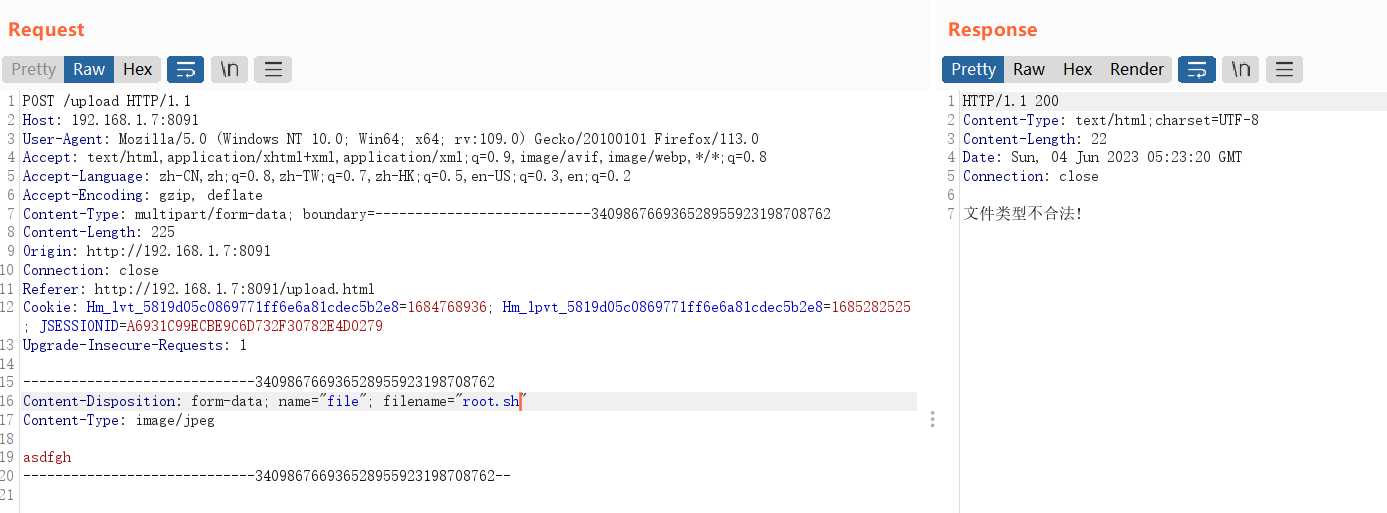 Request
Pretty Raw Hex \n
1 POST /upload HTTP/1.1
2 Host: 192.168.1.7:8091
3 User-Agent: Mozilla/5.0 (Windows NT 10.0; Win64; x64; rv:109.0) Gecko/20100101 Firefox/113.0
4 Accept: text/html,application/xhtml+xml,application/xml;q=0.9,image/avif,image/webp,*/*;q=0.8
5 Accept-Language: zh-CN,zh;q=0.8,zh-TW;q=0.7,zh-HK;q=0.5,en-US;q=0.3,en;q=0.2
6 Accept-Encoding: gzip, deflate
7 Content-Type: multipart/form-data; boundary=---------------------------3409867669365289559231987​08762
8 Content-Length: 225
9 Origin: http://192.168.1.7:8091
10 Connection: close
11 Referer: http://192.168.1.7:8091/upload.html
12 Cookie: Hm_lvt_5819d05c0869771ff6e6a81cdec5b2e8=1684768936; Hm_lpvt_5819d05c0869771ff6e6a81cdec5b2e8=1685282525
; JSESSIONID=A6931C99ECBE9C6D732F30782E4D0279
13 Upgrade-Insecure-Requests: 1
14
15 -----------------------------340986766936528955923198708762
16 Content-Disposition: form-data; name="file"; filename="root.sh"
17 Content-Type: image/jpeg
18
19 asdfgh
20 -----------------------------340986766936528955923198708762--
21
Response
Pretty Raw Hex Render \n
1 HTTP/1.1 200
2 Content-Type: text/html;charset=UTF-8
3 Content-Length: 22
4 Date: Sun, 04 Jun 2023 05:23:20 GMT
5 Connection: close
6
7 文件类型不合法!